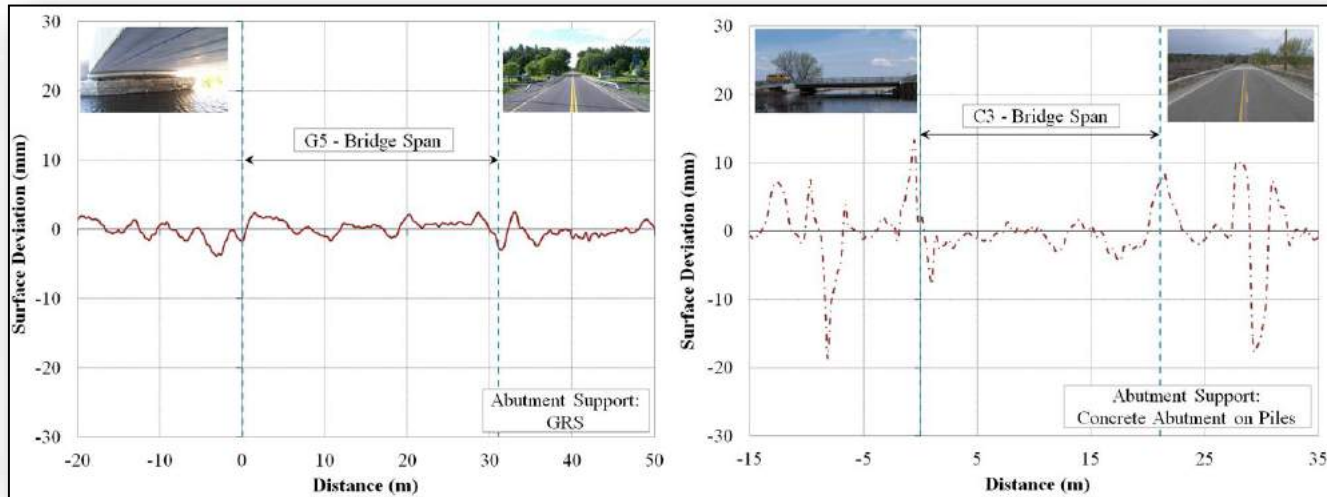 30
20
10
0
-10
-20
-30
Surface Deviation (mm)
G5 - Bridge Span
Abutment Support:
GRS
-20
-10
0
10
20
30
40
50
Distance (m)
30
20
10
0
-10
-20
-30
Surface Deviation (mm)
C3 - Bridge Span
Abutment Support:
Concrete Abutment on Piles
-15
-5
5
15
25
35
Distance (m)